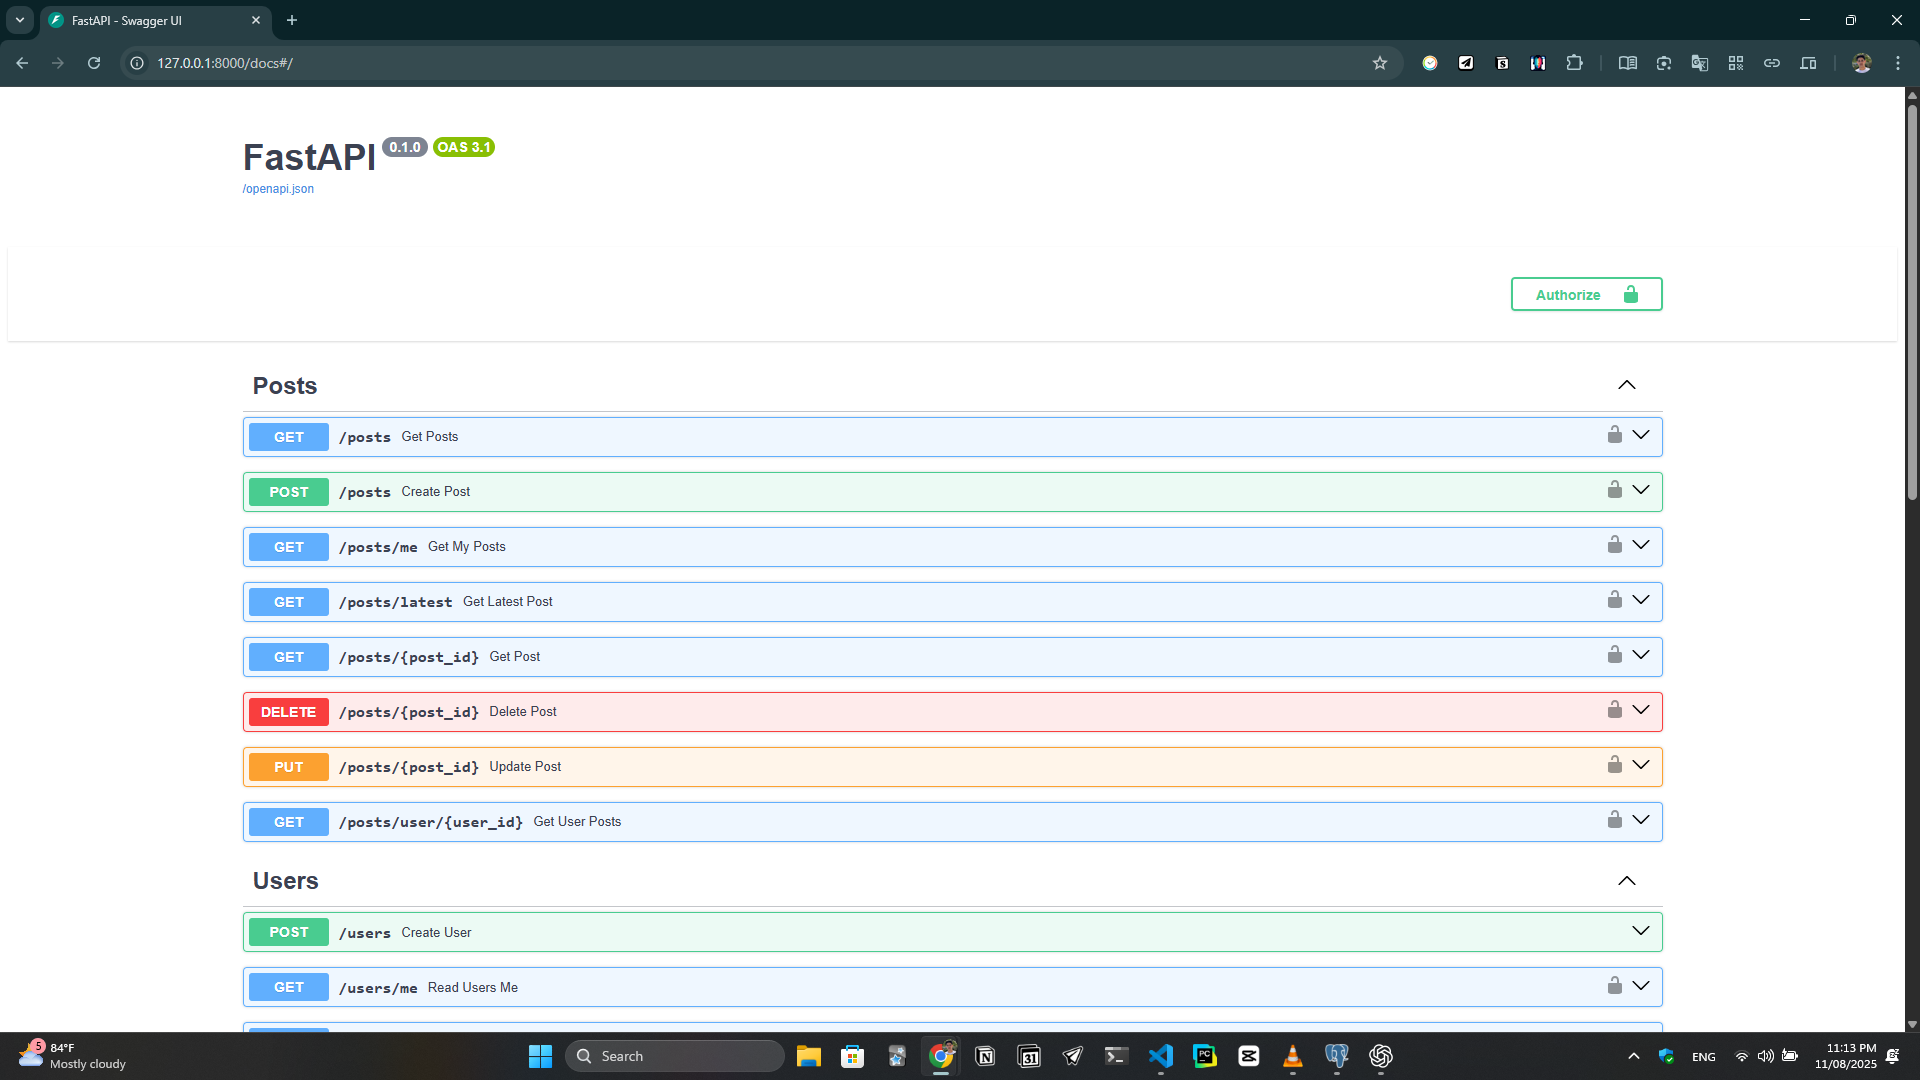 FastAPI - Swagger UI
127.0.0.1:8000/docs#/
FastAPI 0.1.0 OAS 3.1
/openapi.json
Authorize
Posts
GET /posts Get Posts
POST /posts Create Post
GET /posts/me Get My Posts
GET /posts/latest Get Latest Post
GET /posts/{post_id} Get Post
DELETE /posts/{post_id} Delete Post
PUT /posts/{post_id} Update Post
GET /posts/user/{user_id} Get User Posts
Users
POST /users Create User
GET /users/me Read Users Me
5
84°F
Mostly cloudy
Search
31
PC
ENG
11:13 PM
11/08/2025